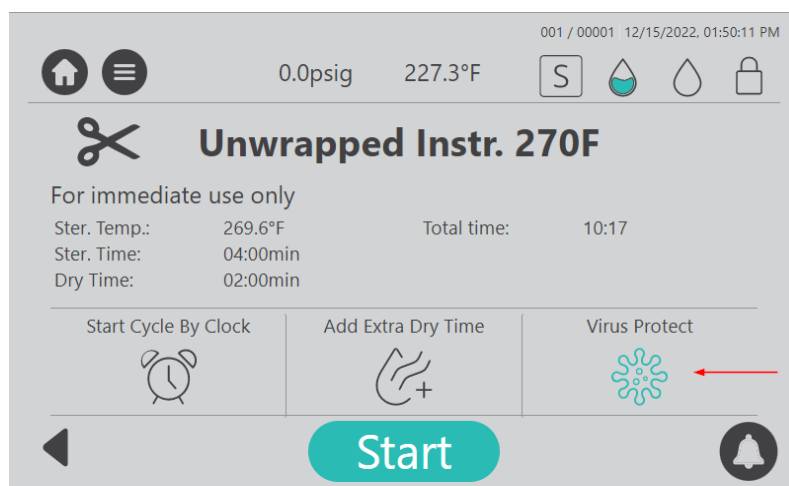 001 / 00001 12/15/2022, 01:50:11 PM
0.0psig 227.3°F S
Unwrapped Instr. 270F
For immediate use only
Ster. Temp.: 269.6°F Total time: 10:17
Ster. Time: 04:00min
Dry Time: 02:00min
Start Cycle By Clock Add Extra Dry Time Virus Protect
Start